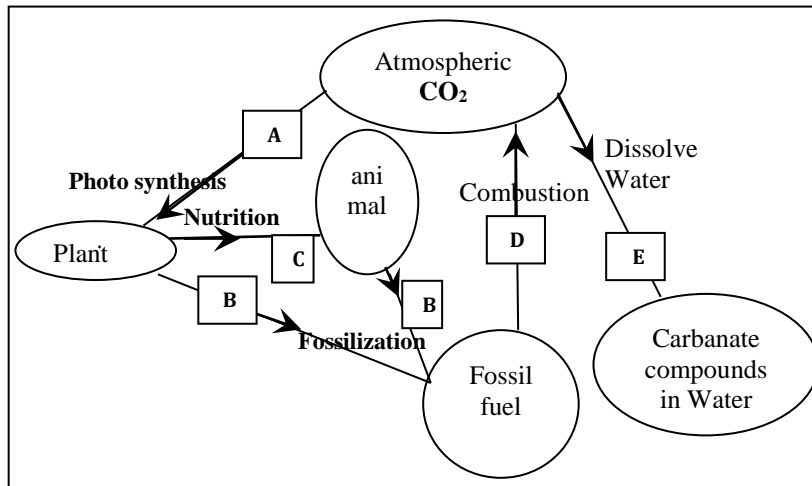 Atmospheric
CO₂
A
Dissolve
Water
ani
mal
Photo synthesis
Combustion
Nutrition
Plant
C
D
E
B
B
Fossilization
Carbanate
compounds
in Water
Fossil
fuel